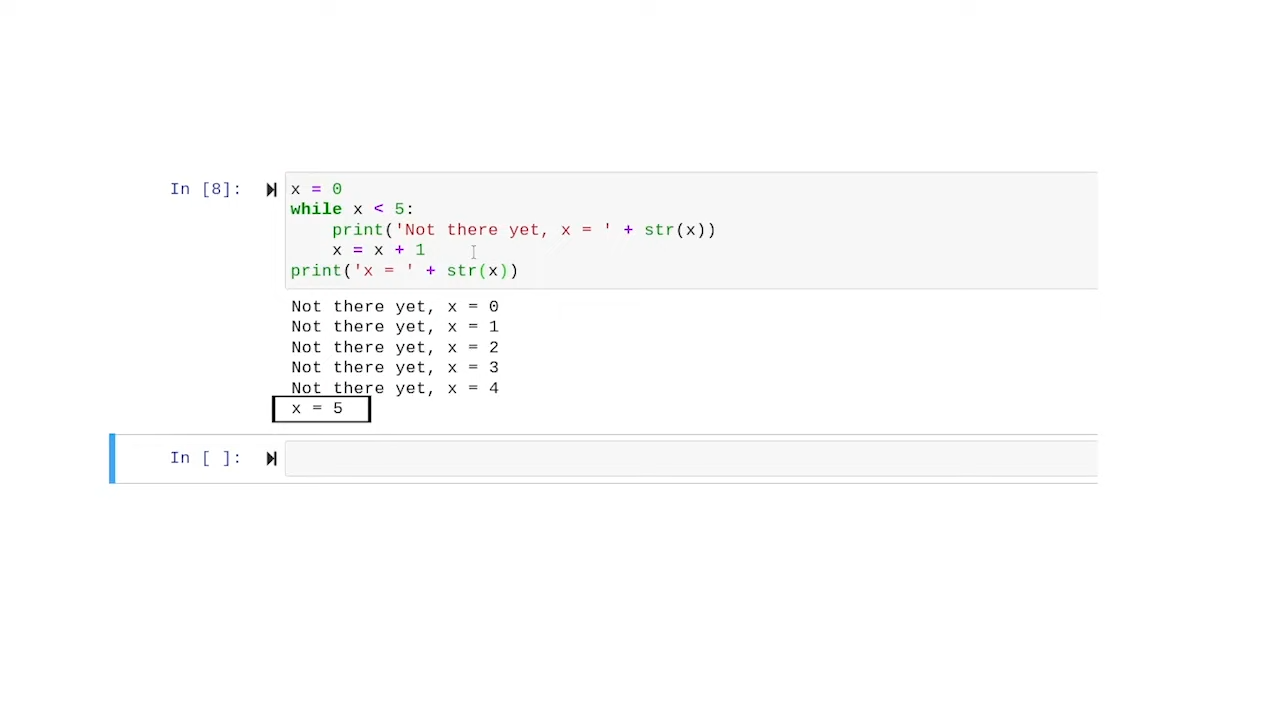 In [8]:
x = 0
while x < 5:
    print('Not there yet, x = ' + str(x))
    x = x + 1
print('x = ' + str(x))
Not there yet, x = 0
Not there yet, x = 1
Not there yet, x = 2
Not there yet, x = 3
Not there yet, x = 4
x = 5
In [ ]: